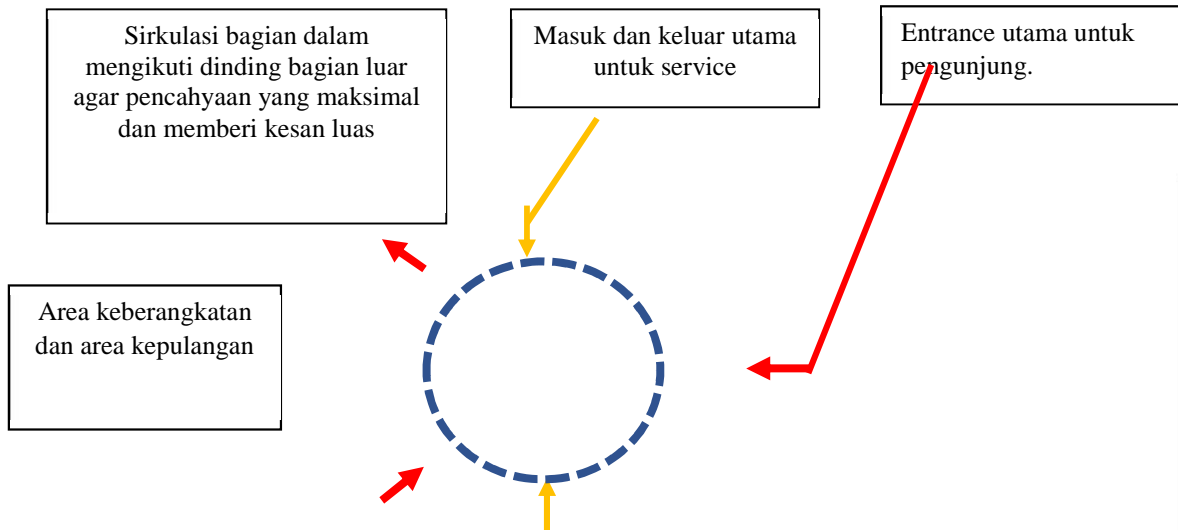 Sirkulasi bagian dalam
mengikuti dinding bagian luar
agar pencahyaan yang maksimal
dan memberi kesan luas
Masuk dan keluar utama
untuk service
Entrance utama untuk
pengunjung.
Area keberangkatan
dan area kepulangan